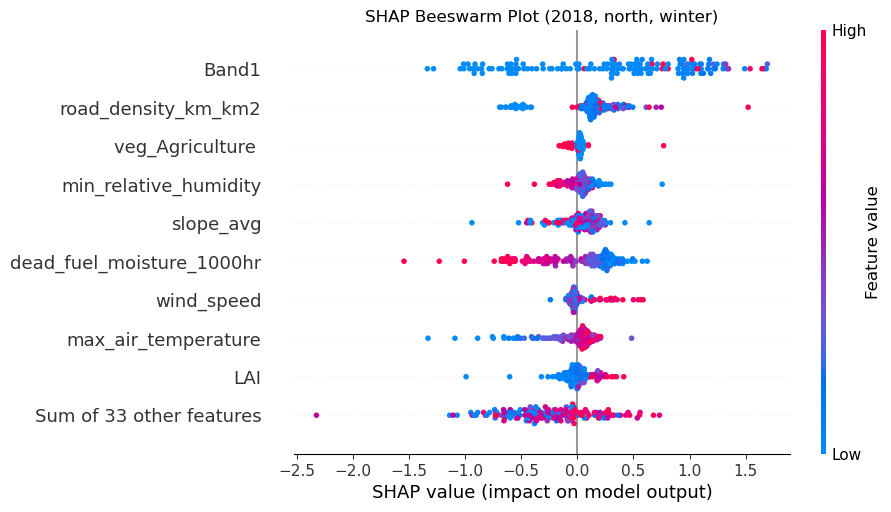 SHAP Beeswarm Plot (2018, north, winter)
High
Band1
road_density_km_km2
veg_Agriculture
min_relative_humidity
slope_avg
dead_fuel_moisture_1000hr
wind_speed
max_air_temperature
LAI
Sum of 33 other features
Feature value
Low
−2.5 −2.0 −1.5 −1.0 −0.5 0.0 0.5 1.0 1.5
SHAP value (impact on model output)